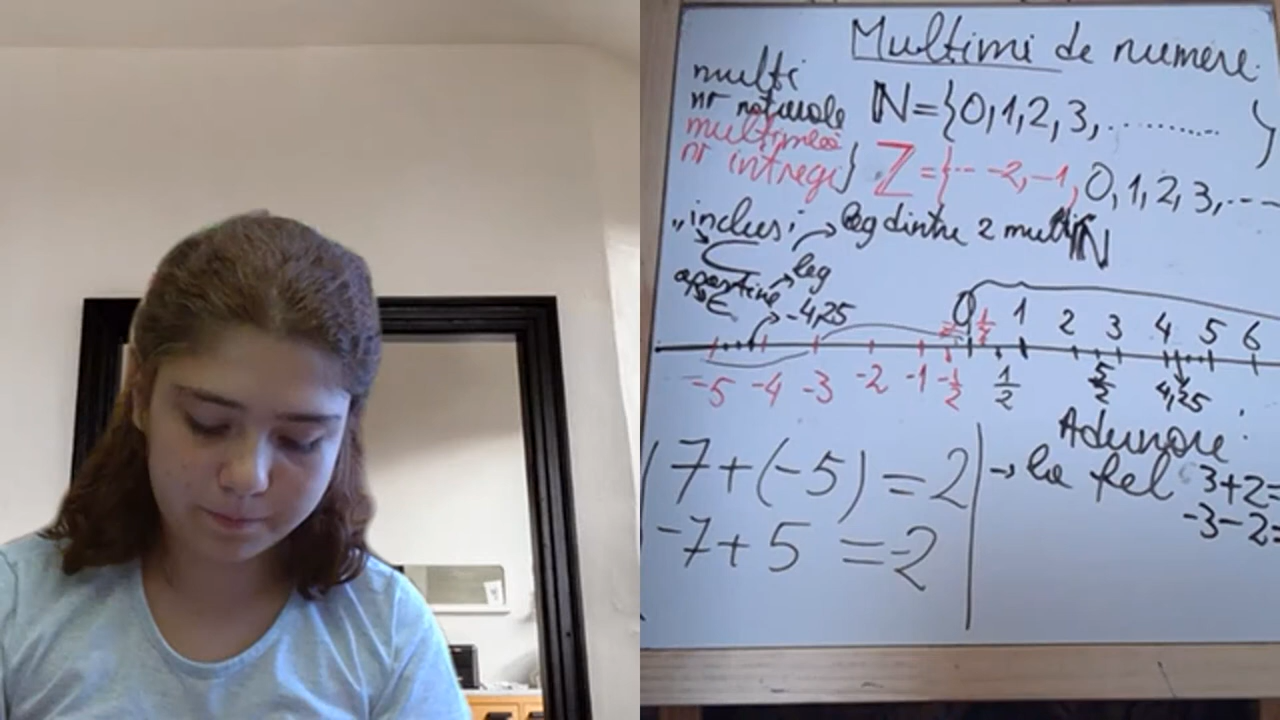 Multimi de numere.
multi
nr naturale N={0,1,2,3,.......... }
multimea
nr intregi} Z={... -2,-1, 0,1,2,3,...
"inclus" → leg dintre 2 multimi
N
⊂
aparține → leg
∈ → -4,25
0 1 2 3 4 5 6
-5 -4 -3 -2 -1 -1/2 1/2 5/2 4,25
Adunare:
7+(-5)=2 → la fel 3+2=
-7+5 =-2 -3-2=